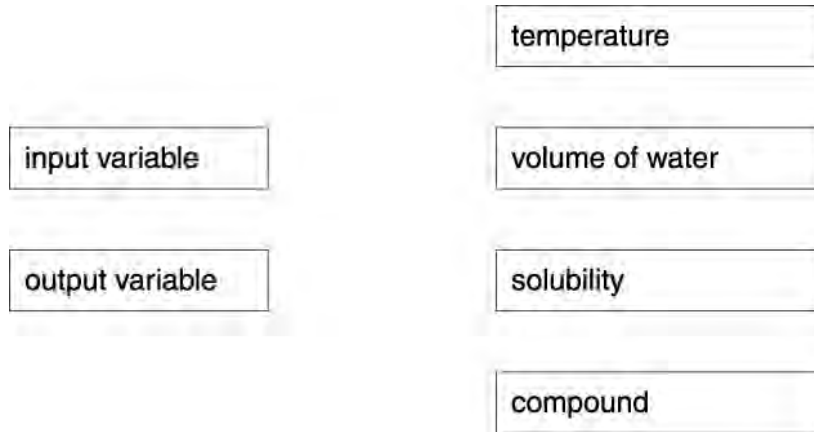 temperature
input variable
volume of water
output variable
solubility
compound